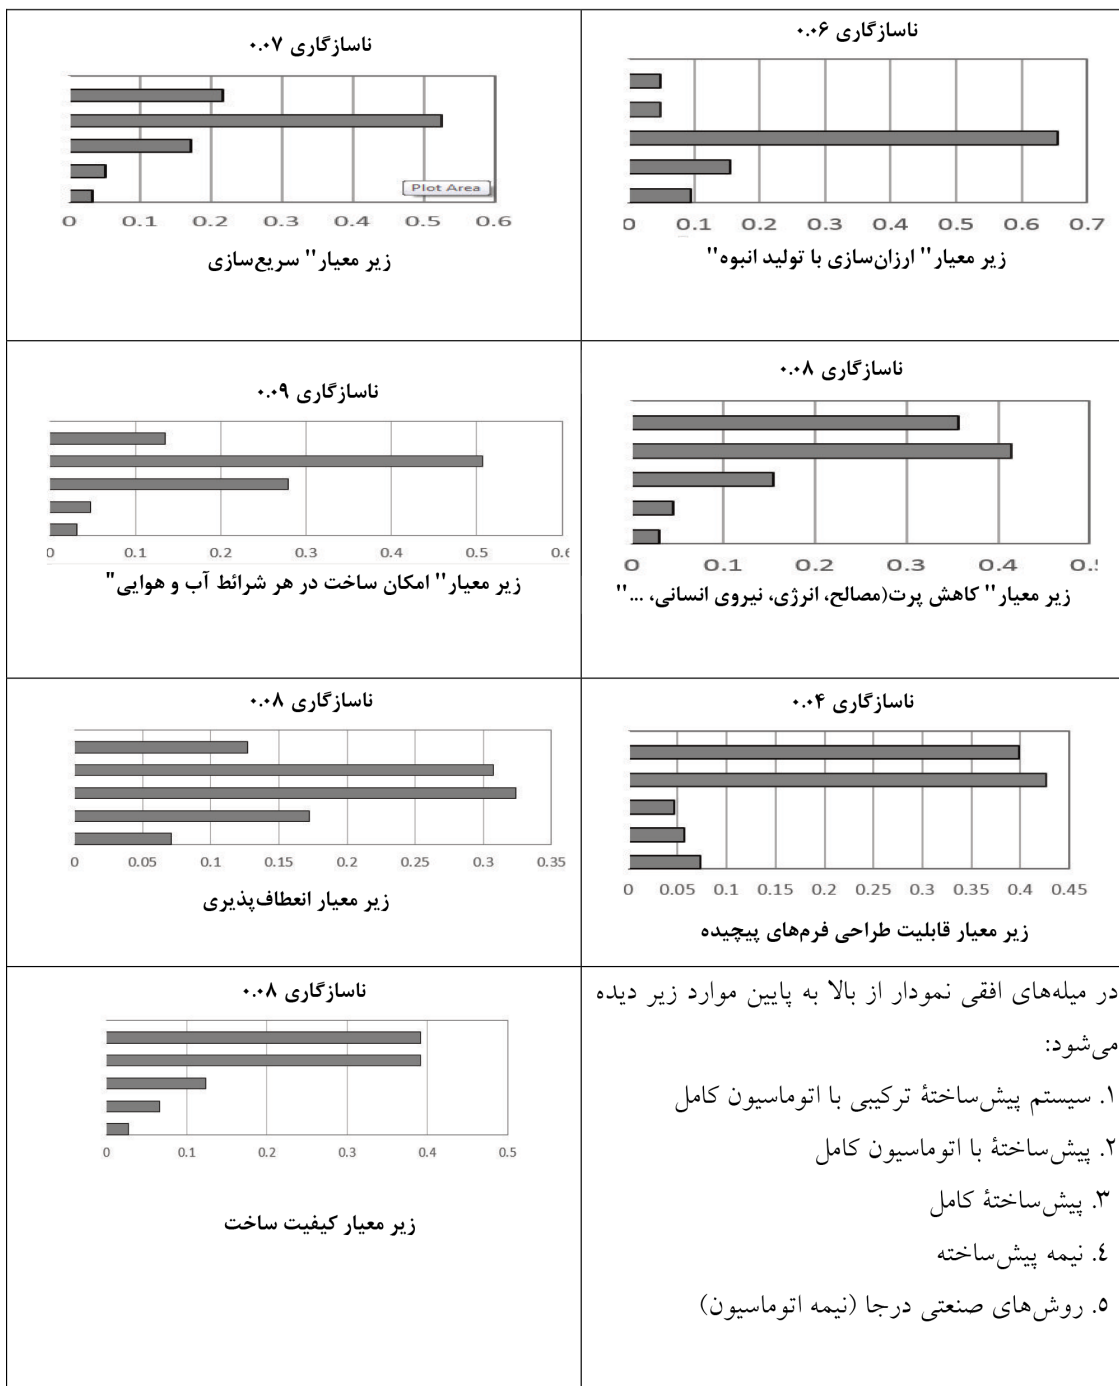 ناسازگاری ۰.۰۶
0 0.1 0.2 0.3 0.4 0.5 0.6 0.7
زیر معیار'' ارزان‌سازی با تولید انبوه''
ناسازگاری ۰.۰۷
Plot Area
0 0.1 0.2 0.3 0.4 0.5 0.6
زیر معیار'' سریع‌سازی
ناسازگاری ۰.۰۸
0 0.1 0.2 0.3 0.4 0.5
زیر معیار'' کاهش پرت(مصالح، انرژی، نیروی انسانی، ...''
ناسازگاری ۰.۰۹
0 0.1 0.2 0.3 0.4 0.5 0.6
زیر معیار'' امکان ساخت در هر شرائط آب و هوایی"
ناسازگاری ۰.۰۴
0 0.05 0.1 0.15 0.2 0.25 0.3 0.35 0.4 0.45
زیر معیار قابلیت طراحی فرم‌های پیچیده
ناسازگاری ۰.۰۸
0 0.05 0.1 0.15 0.2 0.25 0.3 0.35
زیر معیار انعطاف‌پذیری
در میله‌های افقی نمودار از بالا به پایین موارد زیر دیده
می‌شود:
۱. سیستم پیش‌ساختهٔ ترکیبی با اتوماسیون کامل
۲. پیش‌ساختهٔ با اتوماسیون کامل
۳. پیش‌ساختهٔ کامل
٤. نیمه پیش‌ساخته
٥. روش‌های صنعتی درجا (نیمه اتوماسیون)
ناسازگاری ۰.۰۸
0 0.1 0.2 0.3 0.4 0.5
زیر معیار کیفیت ساخت